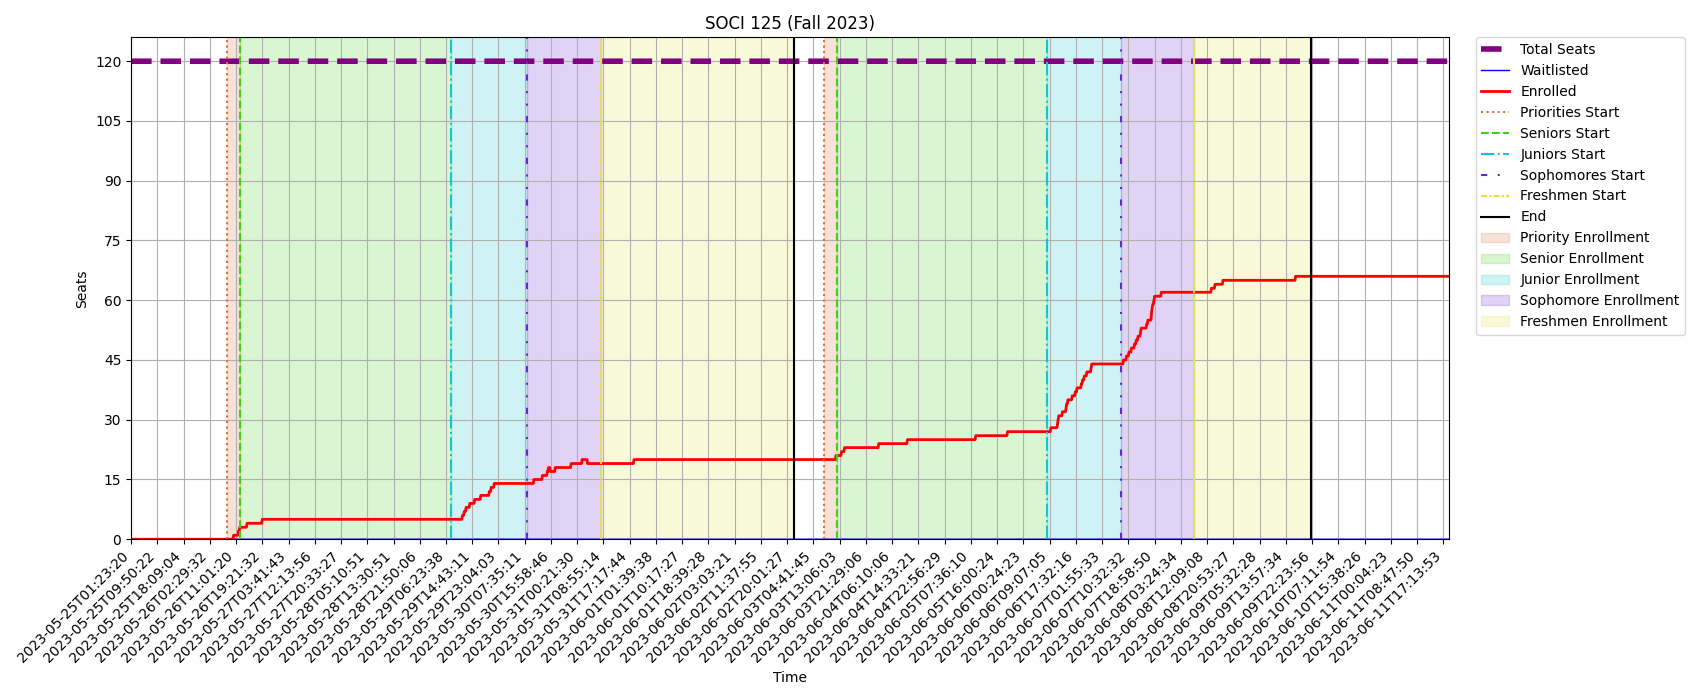 SOCI 125 (Fall 2023)
Seats
120
105
90
75
60
45
30
15
0
2023-05-25T01:23:20
2023-05-25T09:50:22
2023-05-25T18:09:04
2023-05-26T02:29:32
2023-05-26T11:01:20
2023-05-26T19:21:32
2023-05-27T03:41:43
2023-05-27T12:13:56
2023-05-27T20:33:27
2023-05-28T05:10:51
2023-05-28T13:30:51
2023-05-28T21:50:06
2023-05-29T06:23:38
2023-05-29T14:43:11
2023-05-29T23:04:03
2023-05-30T07:35:11
2023-05-30T15:58:46
2023-05-31T00:21:30
2023-05-31T08:55:14
2023-05-31T17:17:44
2023-06-01T01:39:38
2023-06-01T10:17:27
2023-06-01T18:39:28
2023-06-02T03:03:21
2023-06-02T11:37:55
2023-06-02T20:01:27
2023-06-03T04:41:45
2023-06-03T13:06:03
2023-06-03T21:29:06
2023-06-04T06:10:06
2023-06-04T14:33:21
2023-06-04T22:56:29
2023-06-05T07:36:10
2023-06-05T16:00:24
2023-06-06T00:24:23
2023-06-06T09:07:05
2023-06-06T17:32:16
2023-06-07T01:55:33
2023-06-07T10:32:32
2023-06-07T18:58:50
2023-06-08T03:24:34
2023-06-08T12:09:08
2023-06-08T20:53:27
2023-06-09T05:32:28
2023-06-09T13:57:34
2023-06-09T22:23:56
2023-06-10T07:11:54
2023-06-10T15:38:26
2023-06-11T00:04:23
2023-06-11T08:47:50
2023-06-11T17:13:53
Time
Total Seats
Waitlisted
Enrolled
Priorities Start
Seniors Start
Juniors Start
Sophomores Start
Freshmen Start
End
Priority Enrollment
Senior Enrollment
Junior Enrollment
Sophomore Enrollment
Freshmen Enrollment